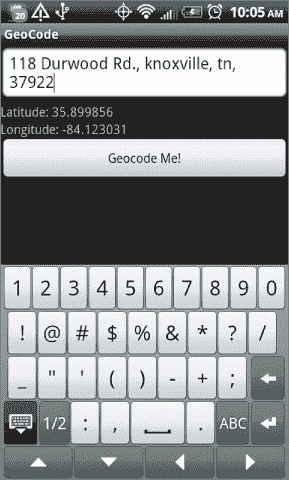 20
10:05 AM
GeoCode
118 Durwood Rd., knoxville, tn,
37922
Latitude: 35.899856
Longitude: -84.123031
Geocode Me!
1 2 3 4 5 6 7 8 9 0
! @ # $ % & * ? /
_ " ' ( ) - + ;
1/2 : , . ABC